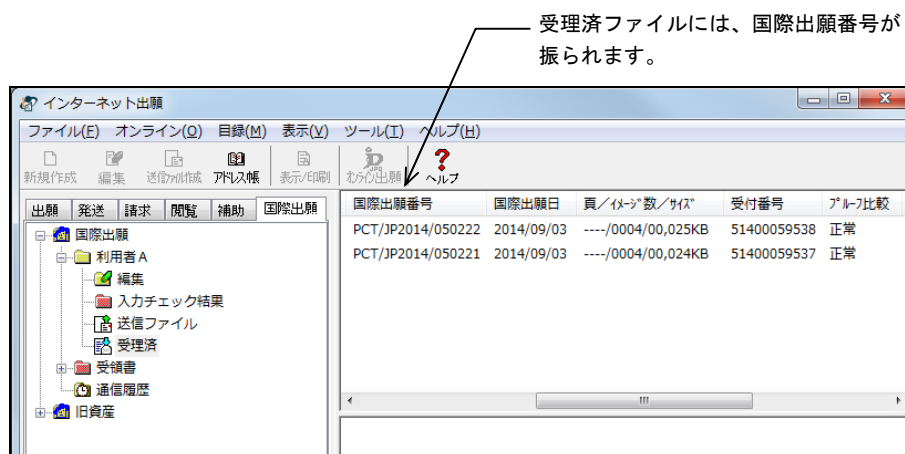 受理済ファイルには、国際出願番号が
振られます。
インターネット出願
ファイル(F) オンライン(O) 目録(M) 表示(V) ツール(T) ヘルプ(H)
新規作成 編集 送信ファイル作成 アドレス帳 表示/印刷 オンライン出願 ヘルプ
出願 発送 請求 閲覧 補助 国際出願
国際出願番号 国際出願日 頁/イメージ数/サイズ 受付番号 プルーフ比較
PCT/JP2014/050222 2014/09/03 ----/0004/00,025KB 51400059538 正常
PCT/JP2014/050221 2014/09/03 ----/0004/00,024KB 51400059537 正常
国際出願
利用者A
編集
入力チェック結果
送信ファイル
受理済
受領書
通信履歴
旧資産